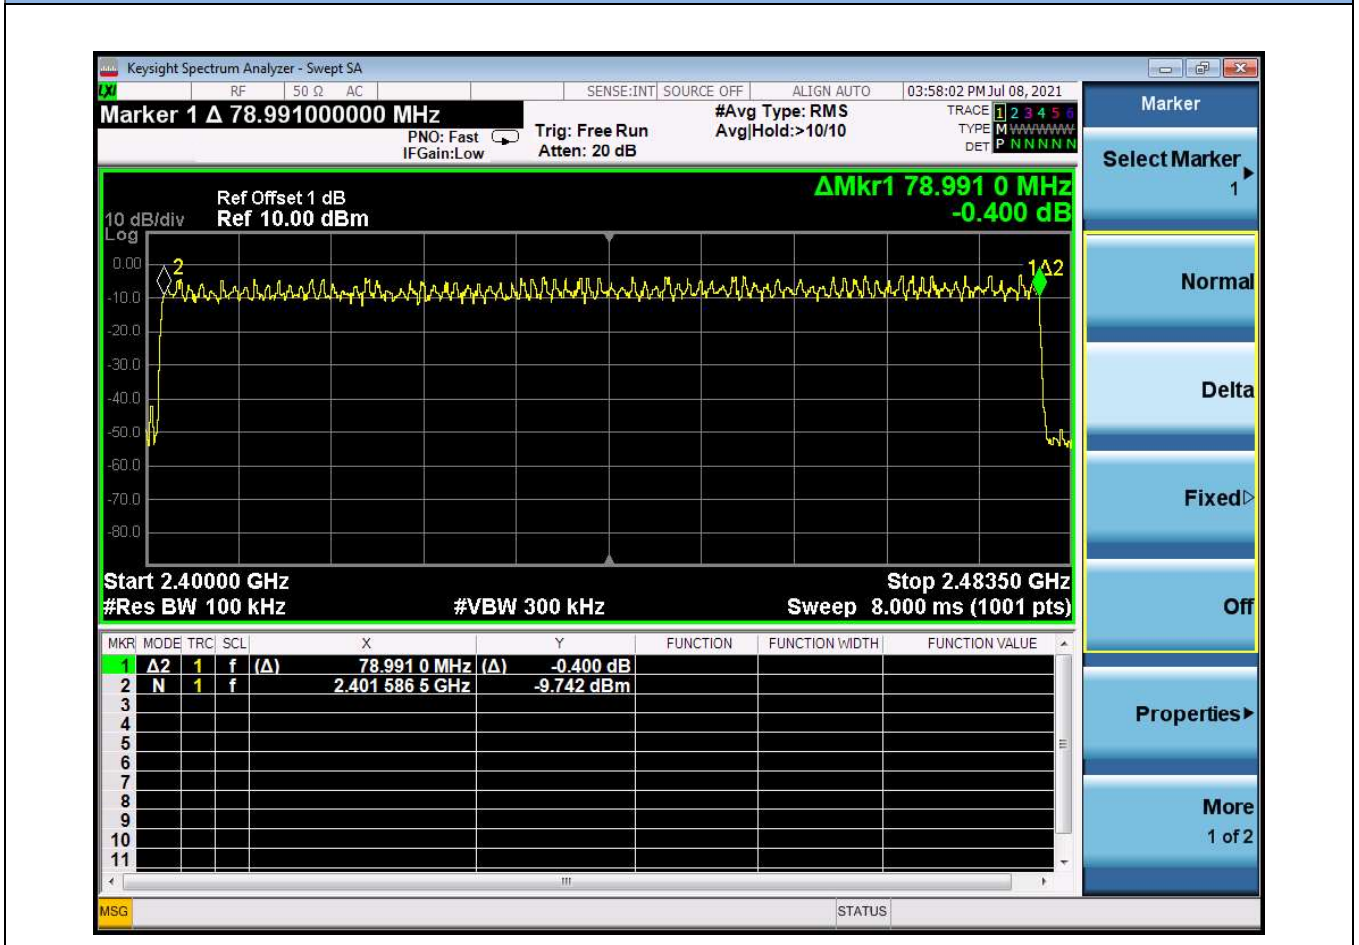 Keysight Spectrum Analyzer - Swept SA
LXI RF 50 Ω AC SENSE:INT SOURCE OFF ALIGN AUTO 03:58:02 PM Jul 08, 2021
Marker 1 Δ 78.991000000 MHz
#Avg Type: RMS
TRACE 1 2 3 4 5 6
PNO: Fast
Trig: Free Run
Avg|Hold:>10/10
TYPE M WWWWW
IFGain:Low
Atten: 20 dB
DET P N N N N N
ΔMkr1 78.991 0 MHz
-0.400 dB
Ref Offset 1 dB
10 dB/div Ref 10.00 dBm
Log
0.00
-10.0
-20.0
-30.0
-40.0
-50.0
-60.0
-70.0
-80.0
2
1Δ2
Start 2.40000 GHz Stop 2.48350 GHz
#Res BW 100 kHz #VBW 300 kHz Sweep 8.000 ms (1001 pts)
MKR MODE TRC SCL X Y FUNCTION FUNCTION WIDTH FUNCTION VALUE
1 Δ2 1 f (Δ) 78.991 0 MHz (Δ) -0.400 dB
2 N 1 f 2.401 586 5 GHz -9.742 dBm
3
4
5
6
7
8
9
10
11
MSG STATUS
Marker
Select Marker
1
Normal
Delta
Fixed
Off
Properties
More
1 of 2